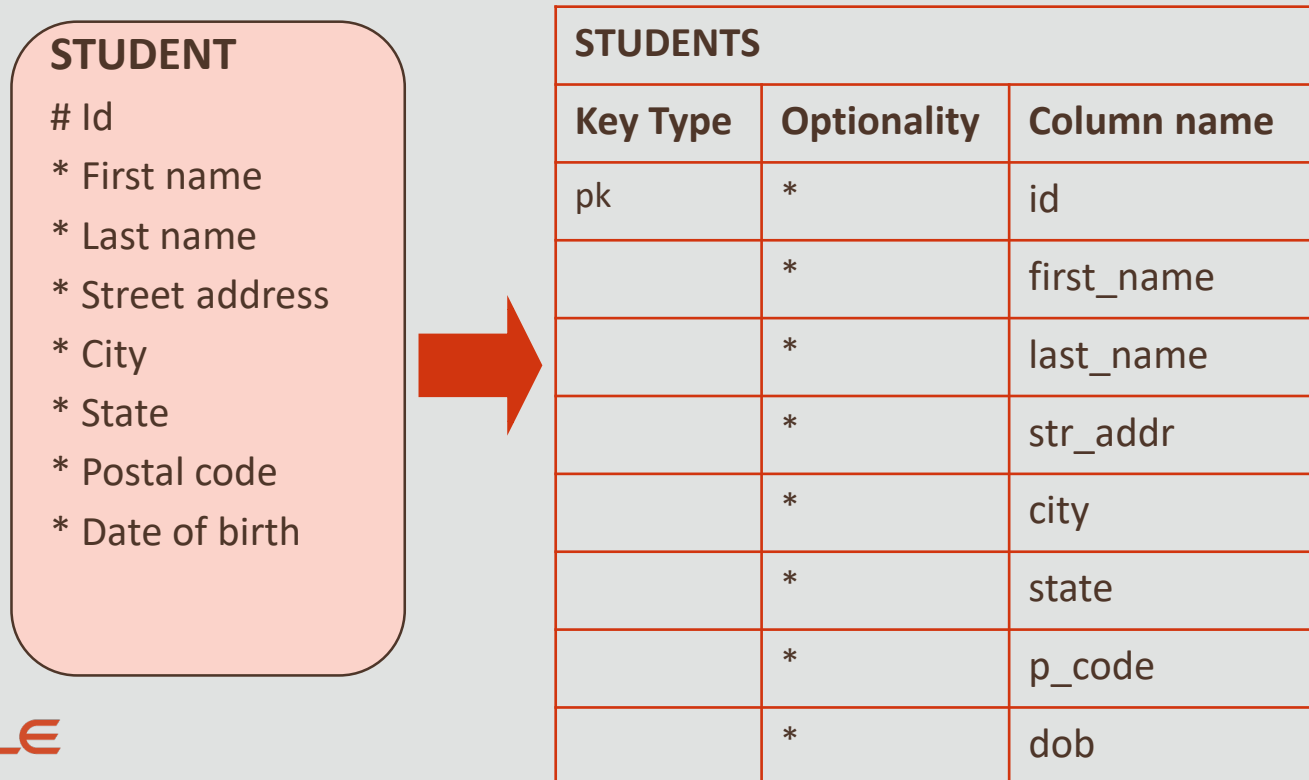 STUDENT
# Id
* First name
* Last name
* Street address
* City
* State
* Postal code
* Date of birth
STUDENTS
Key Type Optionality Column name
pk * id
* first_name
* last_name
* str_addr
* city
* state
* p_code
* dob
LE